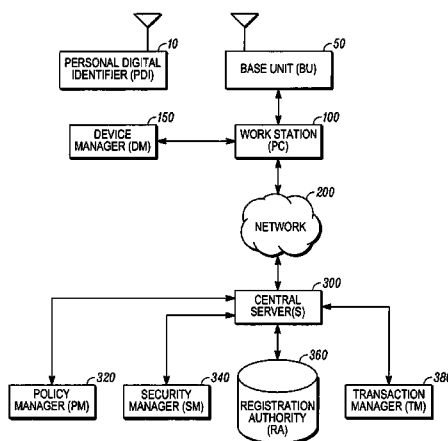 10
PERSONAL DIGITAL
IDENTIFIER (PDI)
50
BASE UNIT (BU)
150
DEVICE
MANAGER (DM)
100
WORK STATION
(PC)
200
NETWORK
300
CENTRAL
SERVER(S)
320
POLICY
MANAGER (PM)
340
SECURITY
MANAGER (SM)
360
REGISTRATION
AUTHORITY
(RA)
380
TRANSACTION
MANAGER (TM)